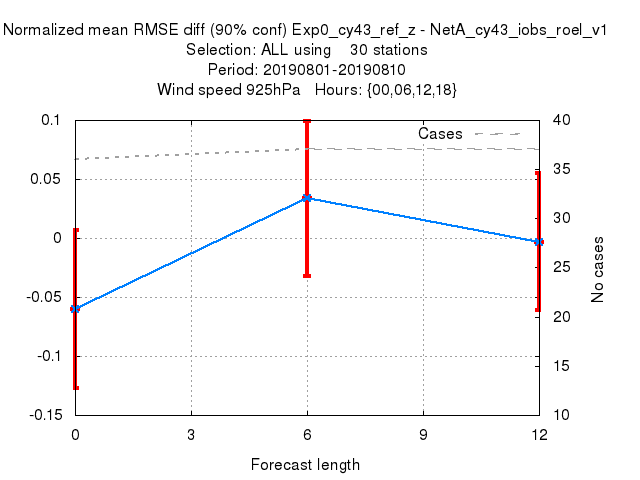 Normalized mean RMSE diff (90% conf) Exp0_cy43_ref_z - NetA_cy43_iobs_roel_v1
Selection: ALL using    30 stations
Period: 20190801-20190810
Wind speed 925hPa   Hours: {00,06,12,18}
0.1
0.05
0
-0.05
-0.1
-0.15
Cases
40
35
30
25
20
15
10
No cases
0 3 6 9 12
Forecast length